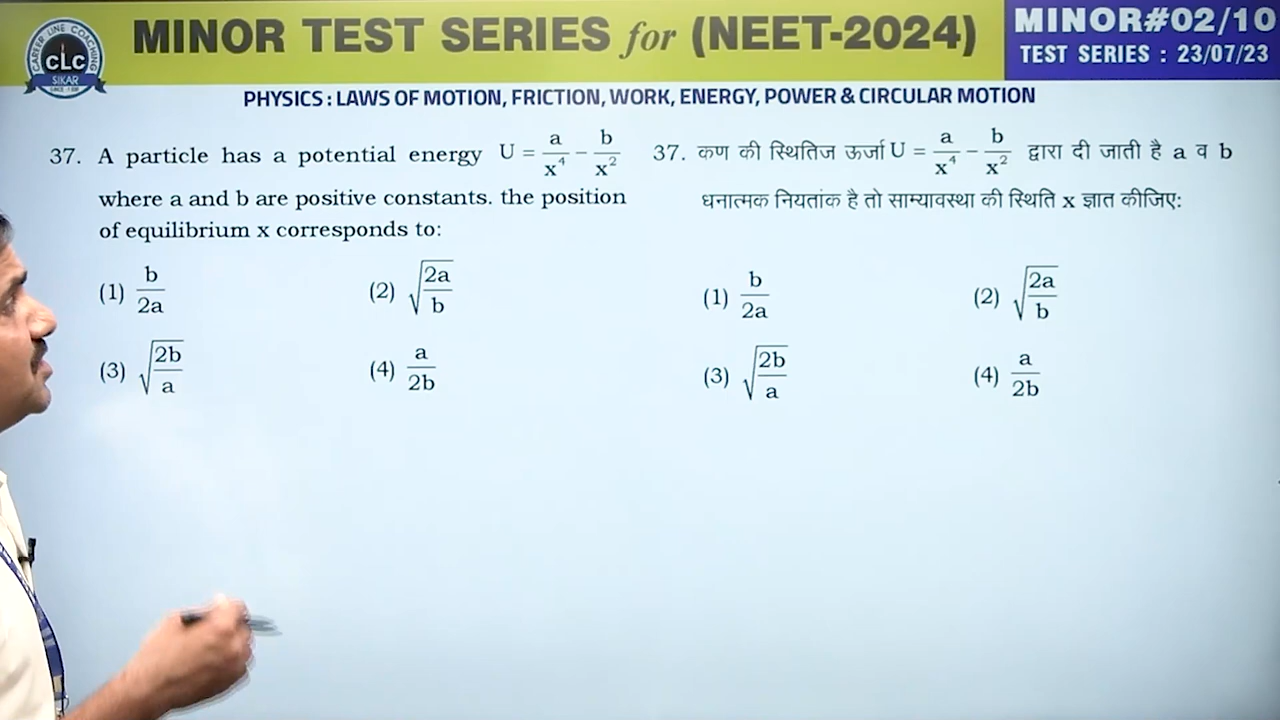 CAREER LINE COACHING
CLC
SIKAR
MINOR TEST SERIES for (NEET-2024)
MINOR#02/10
TEST SERIES : 23/07/23
PHYSICS : LAWS OF MOTION, FRICTION, WORK, ENERGY, POWER & CIRCULAR MOTION
37. A particle has a potential energy U = a/x⁴ − b/x²
where a and b are positive constants. the position
of equilibrium x corresponds to:
(1) b/2a (2) √(2a/b)
(3) √(2b/a) (4) a/2b
37. कण की स्थितिज ऊर्जा U = a/x⁴ − b/x² द्वारा दी जाती है a व b
धनात्मक नियतांक है तो साम्यावस्था की स्थिति x ज्ञात कीजिए:
(1) b/2a (2) √(2a/b)
(3) √(2b/a) (4) a/2b